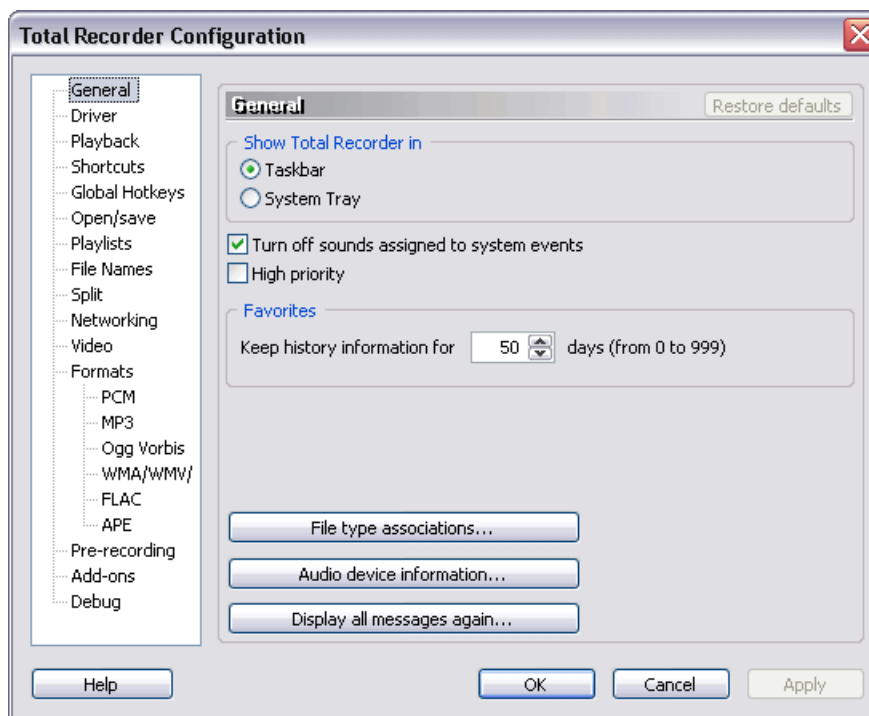 Total Recorder Configuration
General
Driver
Playback
Shortcuts
Global Hotkeys
Open/save
Playlists
File Names
Split
Networking
Video
Formats
PCM
MP3
Ogg Vorbis
WMA/WMV/
FLAC
APE
Pre-recording
Add-ons
Debug
General
Restore defaults
Show Total Recorder in
Taskbar
System Tray
Turn off sounds assigned to system events
High priority
Favorites
Keep history information for 50 days (from 0 to 999)
File type associations...
Audio device information...
Display all messages again...
Help
OK
Cancel
Apply